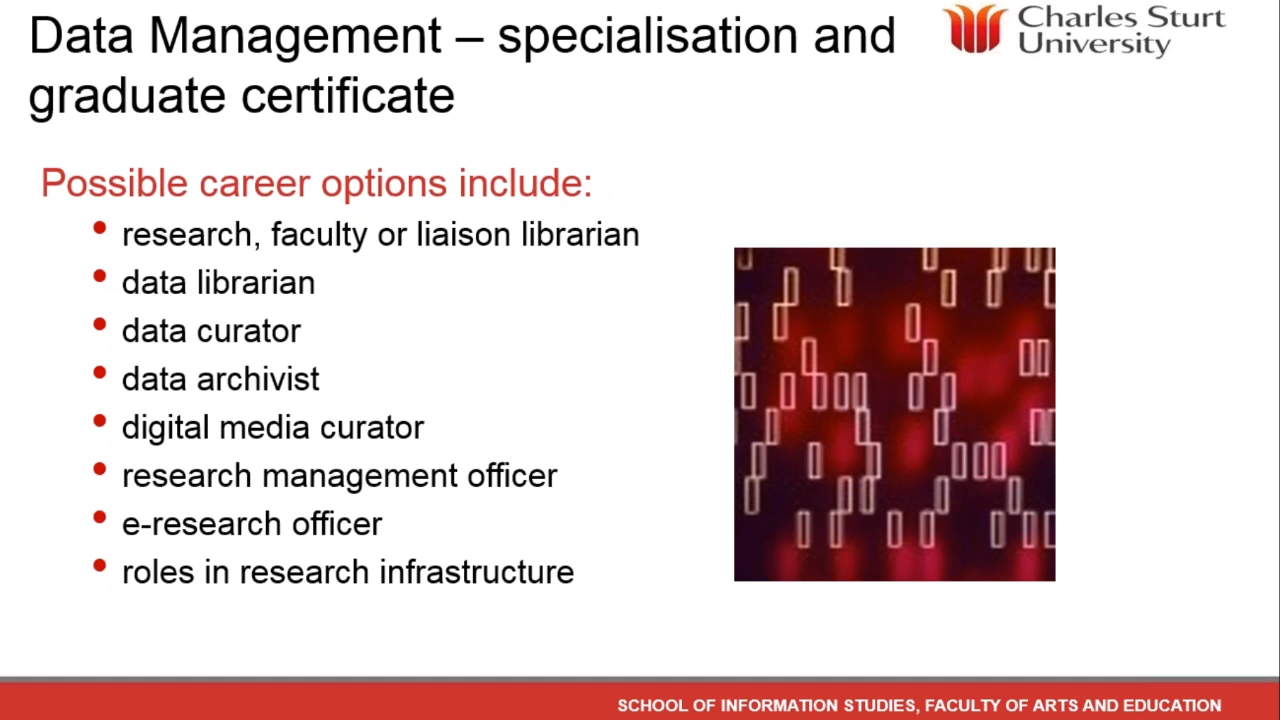 Data Management – specialisation and
graduate certificate
Charles Sturt
University
Possible career options include:
• research, faculty or liaison librarian
• data librarian
• data curator
• data archivist
• digital media curator
• research management officer
• e-research officer
• roles in research infrastructure
SCHOOL OF INFORMATION STUDIES, FACULTY OF ARTS AND EDUCATION